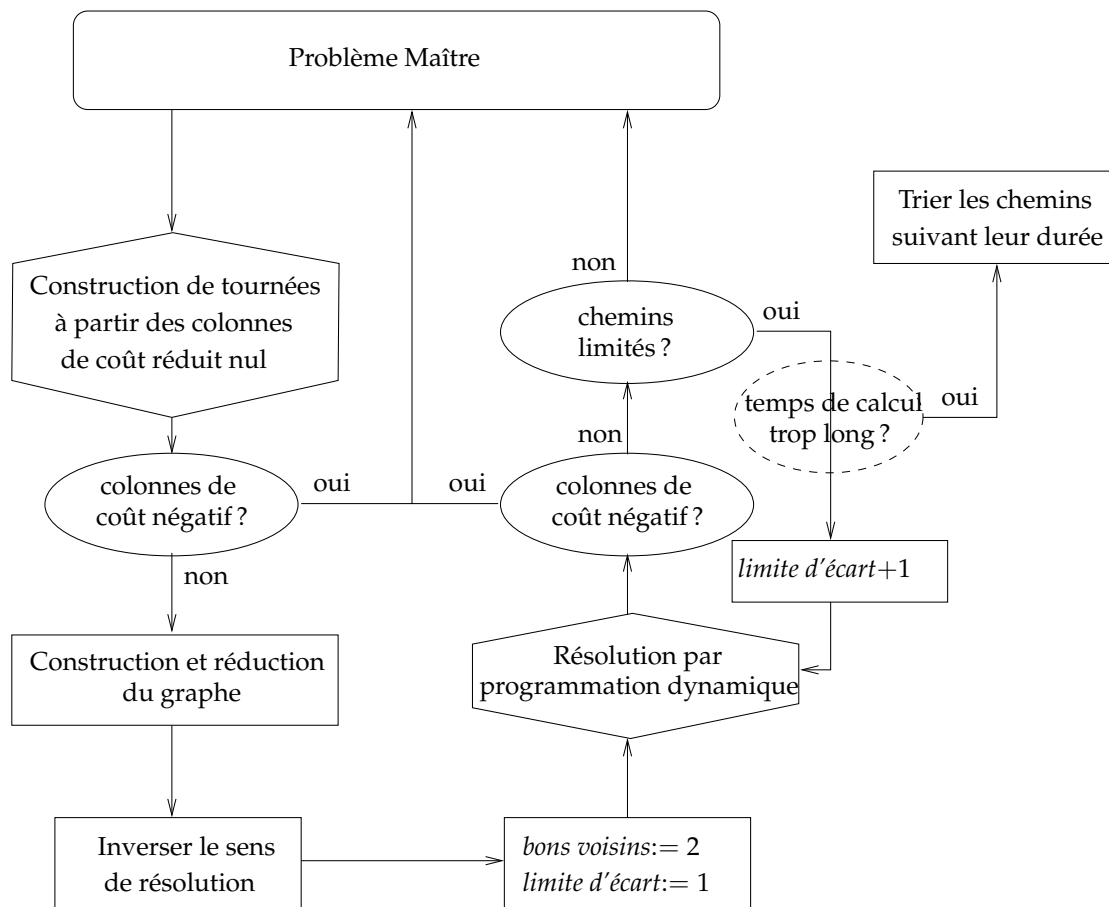 Problème Maître
Trier les chemins
suivant leur durée
Construction de tournées
à partir des colonnes
de coût réduit nul
non
chemins
limités ?
oui
temps de calcul
trop long ?
oui
colonnes de
coût négatif ?
oui
oui
non
colonnes de
coût négatif ?
non
limite d'écart+1
Construction et réduction
du graphe
Résolution par
programmation dynamique
Inverser le sens
de résolution
bons voisins:= 2
limite d'écart:= 1